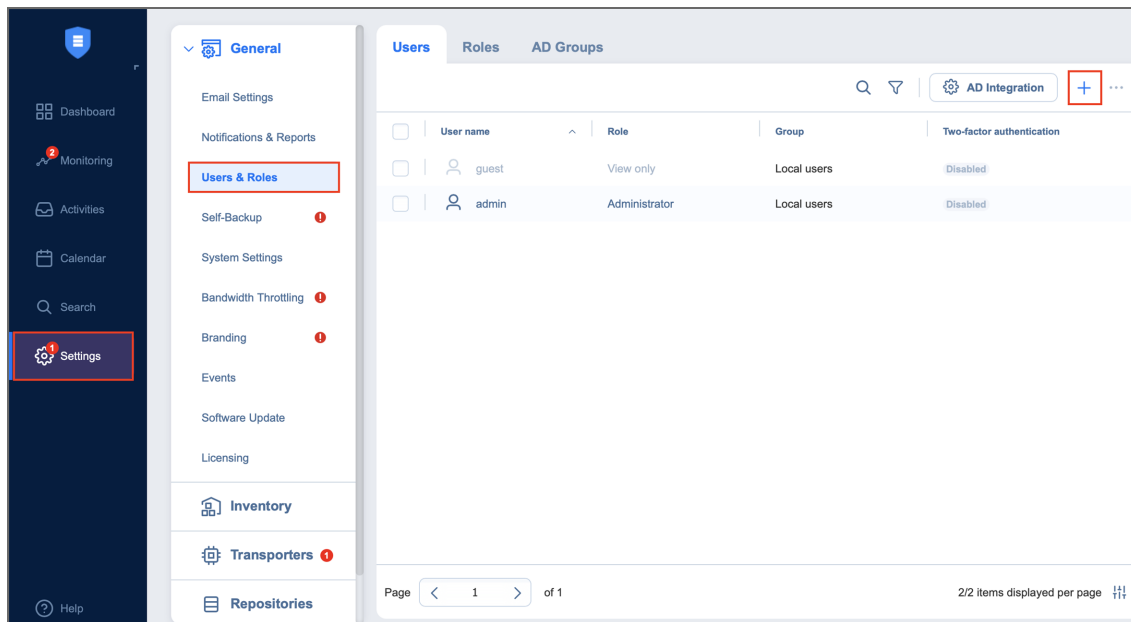 Dashboard
2
Monitoring
Activities
Calendar
Search
1
Settings
Help
General
Email Settings
Notifications & Reports
Users & Roles
Self-Backup !
System Settings
Bandwidth Throttling !
Branding !
Events
Software Update
Licensing
Inventory
Transporters 1
Repositories
Users Roles AD Groups
AD Integration
User name Role Group Two-factor authentication
guest View only Local users Disabled
admin Administrator Local users Disabled
Page 1 of 1 2/2 items displayed per page